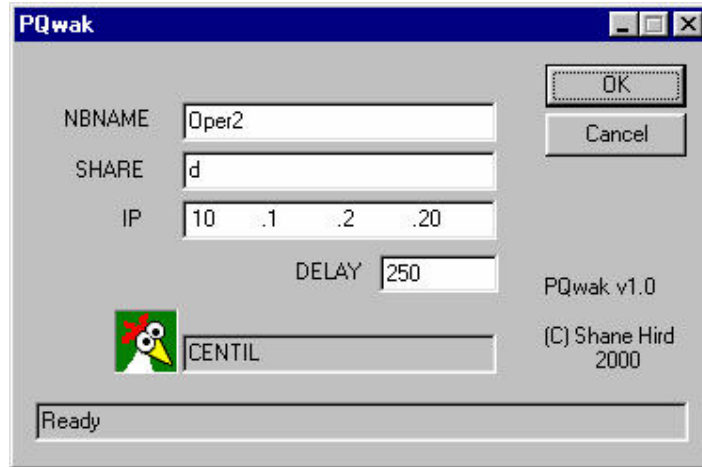 PQwak
OK
NBNAME Oper2
Cancel
SHARE d
IP 10 .1 .2 .20
DELAY 250
PQwak v1.0
CENTIL
(C) Shane Hird
2000
Ready